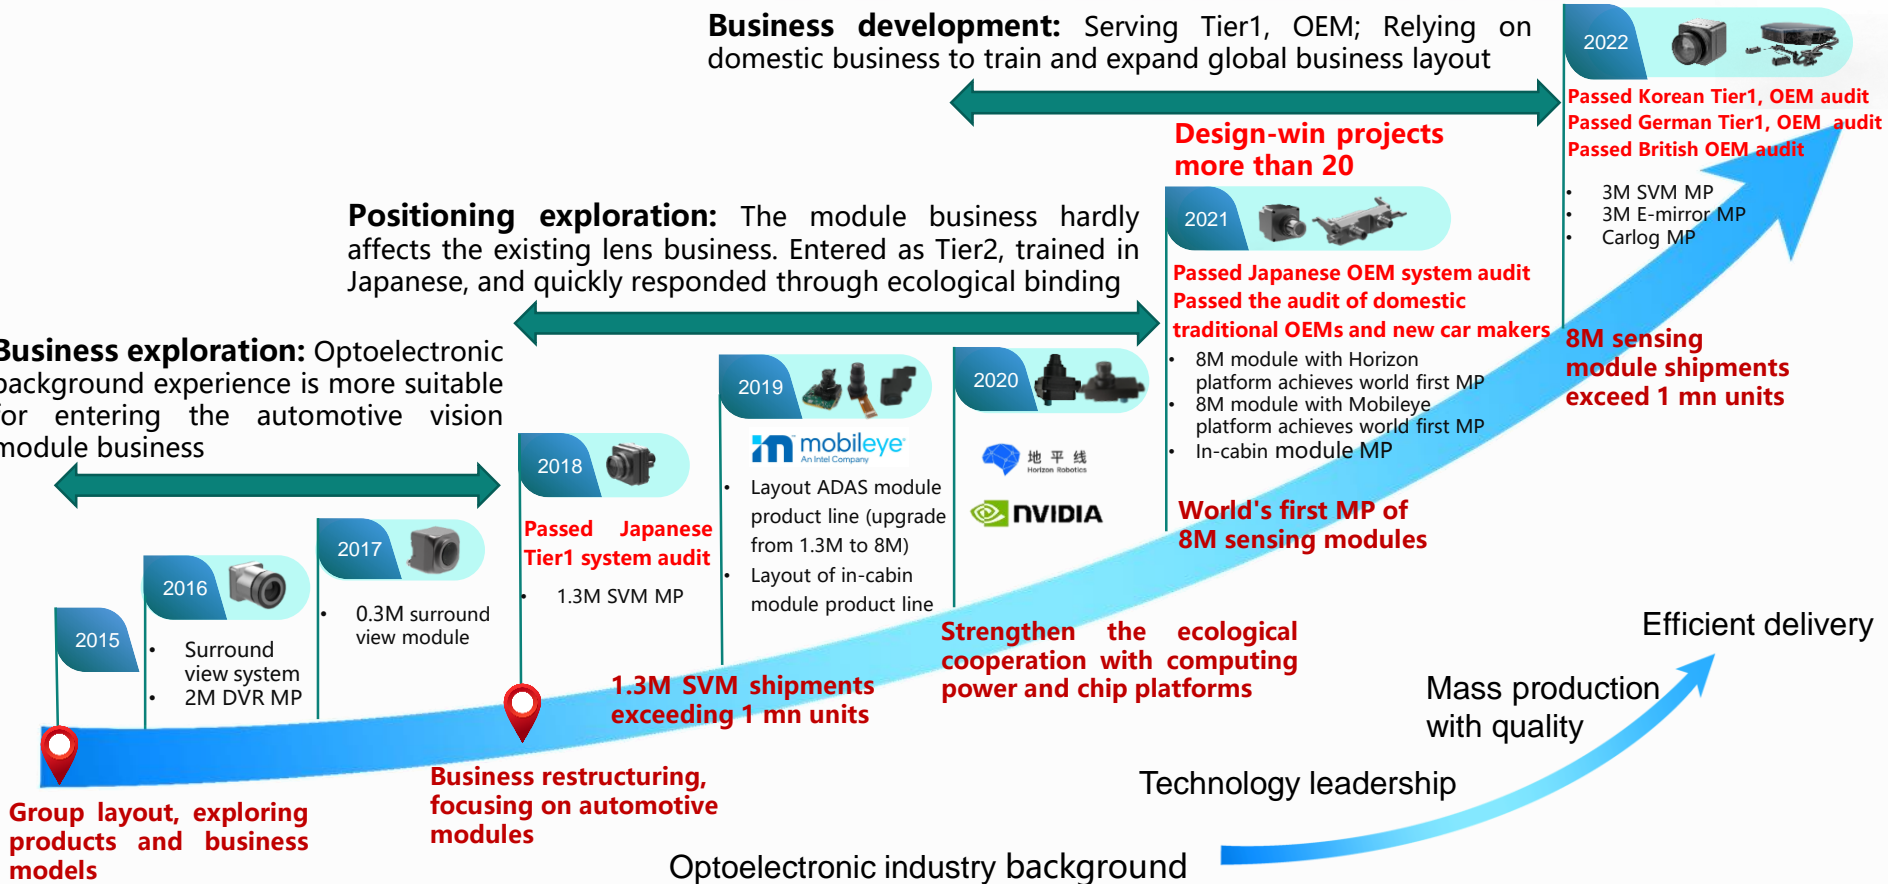 Business development: Serving Tier1, OEM; Relying on
domestic business to train and expand global business layout
2022
Passed Korean Tier1, OEM audit
Passed German Tier1, OEM audit
Passed British OEM audit
• 3M SVM MP
• 3M E-mirror MP
• Carlog MP
Design-win projects
more than 20
Positioning exploration: The module business hardly
affects the existing lens business. Entered as Tier2, trained in
Japanese, and quickly responded through ecological binding
2021
Passed Japanese OEM system audit
Passed the audit of domestic
traditional OEMs and new car makers
• 8M module with Horizon
platform achieves world first MP
• 8M module with Mobileye
platform achieves world first MP
• In-cabin module MP
8M sensing
module shipments
exceed 1 mn units
Business exploration: Optoelectronic
background experience is more suitable
for entering the automotive vision
module business
2019
mobileye
An Intel Company
• Layout ADAS module
product line (upgrade
from 1.3M to 8M)
• Layout of in-cabin
module product line
2020
地平线
Horizon Robotics
NVIDIA
2018
Passed Japanese
Tier1 system audit
• 1.3M SVM MP
World's first MP of
8M sensing modules
2017
• 0.3M surround
view module
2016
• Surround
view system
• 2M DVR MP
2015
Strengthen the ecological
cooperation with computing
power and chip platforms
1.3M SVM shipments
exceeding 1 mn units
Business restructuring,
focusing on automotive
modules
Group layout, exploring
products and business
models
Efficient delivery
Mass production
with quality
Technology leadership
Optoelectronic industry background